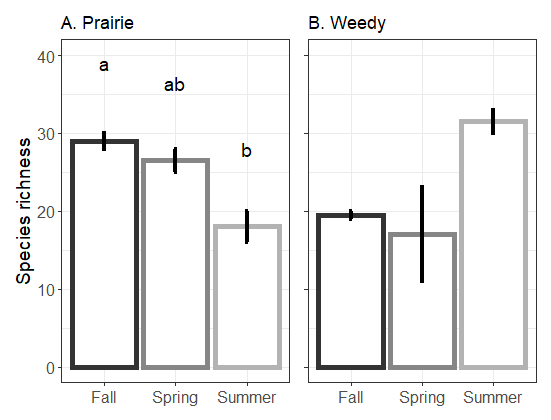 A. Prairie
B. Weedy
Species richness
40
30
20
10
0
a
ab
b
Fall
Spring
Summer
Fall
Spring
Summer